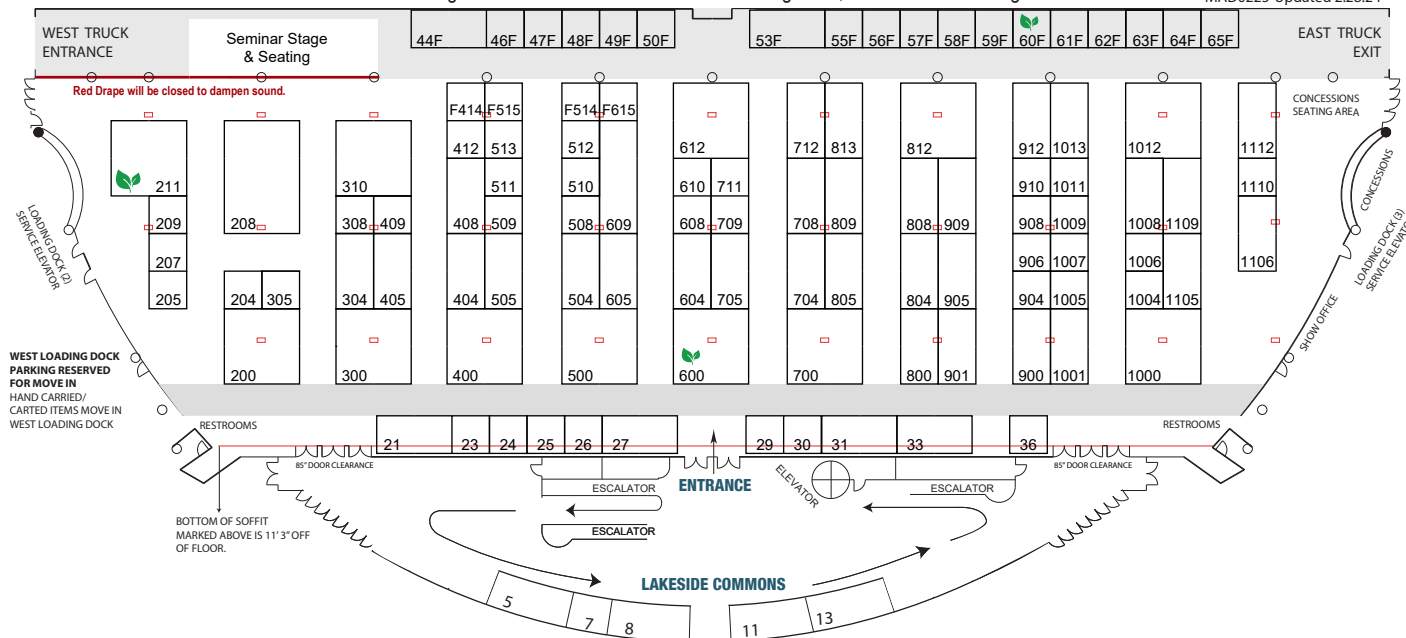 MAD0225 Updated 2.28.24
WEST TRUCK
ENTRANCE
Seminar Stage
& Seating
44F 46F 47F 48F 49F 50F 53F 55F 56F 57F 58F 59F 60F 61F 62F 63F 64F 65F
EAST TRUCK
EXIT
Red Drape will be closed to dampen sound.
CONCESSIONS
SEATING AREA
F414 F515 F514 F615
412 513 512 612 712 813 812 912 1013 1012 1112
211 310 511 510 610 711 910 1011 1110
209 208 308 409 408 509 508 609 608 709 708 809 808 909 908 1009 1008 1109
207 906 1007 1006 1106
205 204 305 304 405 404 505 504 605 604 705 704 805 804 905 904 1005 1004 1105
200 300 400 500 600 700 800 901 900 1001 1000
LOADING DOCK (2)
SERVICE ELEVATOR
CONCESSIONS
LOADING DOCK (3)
SERVICE ELEVATO
SHOW OFFICE
WEST LOADING DOCK
PARKING RESERVED
FOR MOVE IN
HAND CARRIED/
CARTED ITEMS MOVE IN
WEST LOADING DOCK
RESTROOMS
21 23 24 25 26 27 29 30 31 33 36
RESTROOMS
85" DOOR CLEARANCE
85" DOOR CLEARANCE
ENTRANCE
ELEVATOR
ESCALATOR
ESCALATOR
ESCALATOR
BOTTOM OF SOFFIT
MARKED ABOVE IS 11' 3" OFF
OF FLOOR.
LAKESIDE COMMONS
5 7 8 11 13